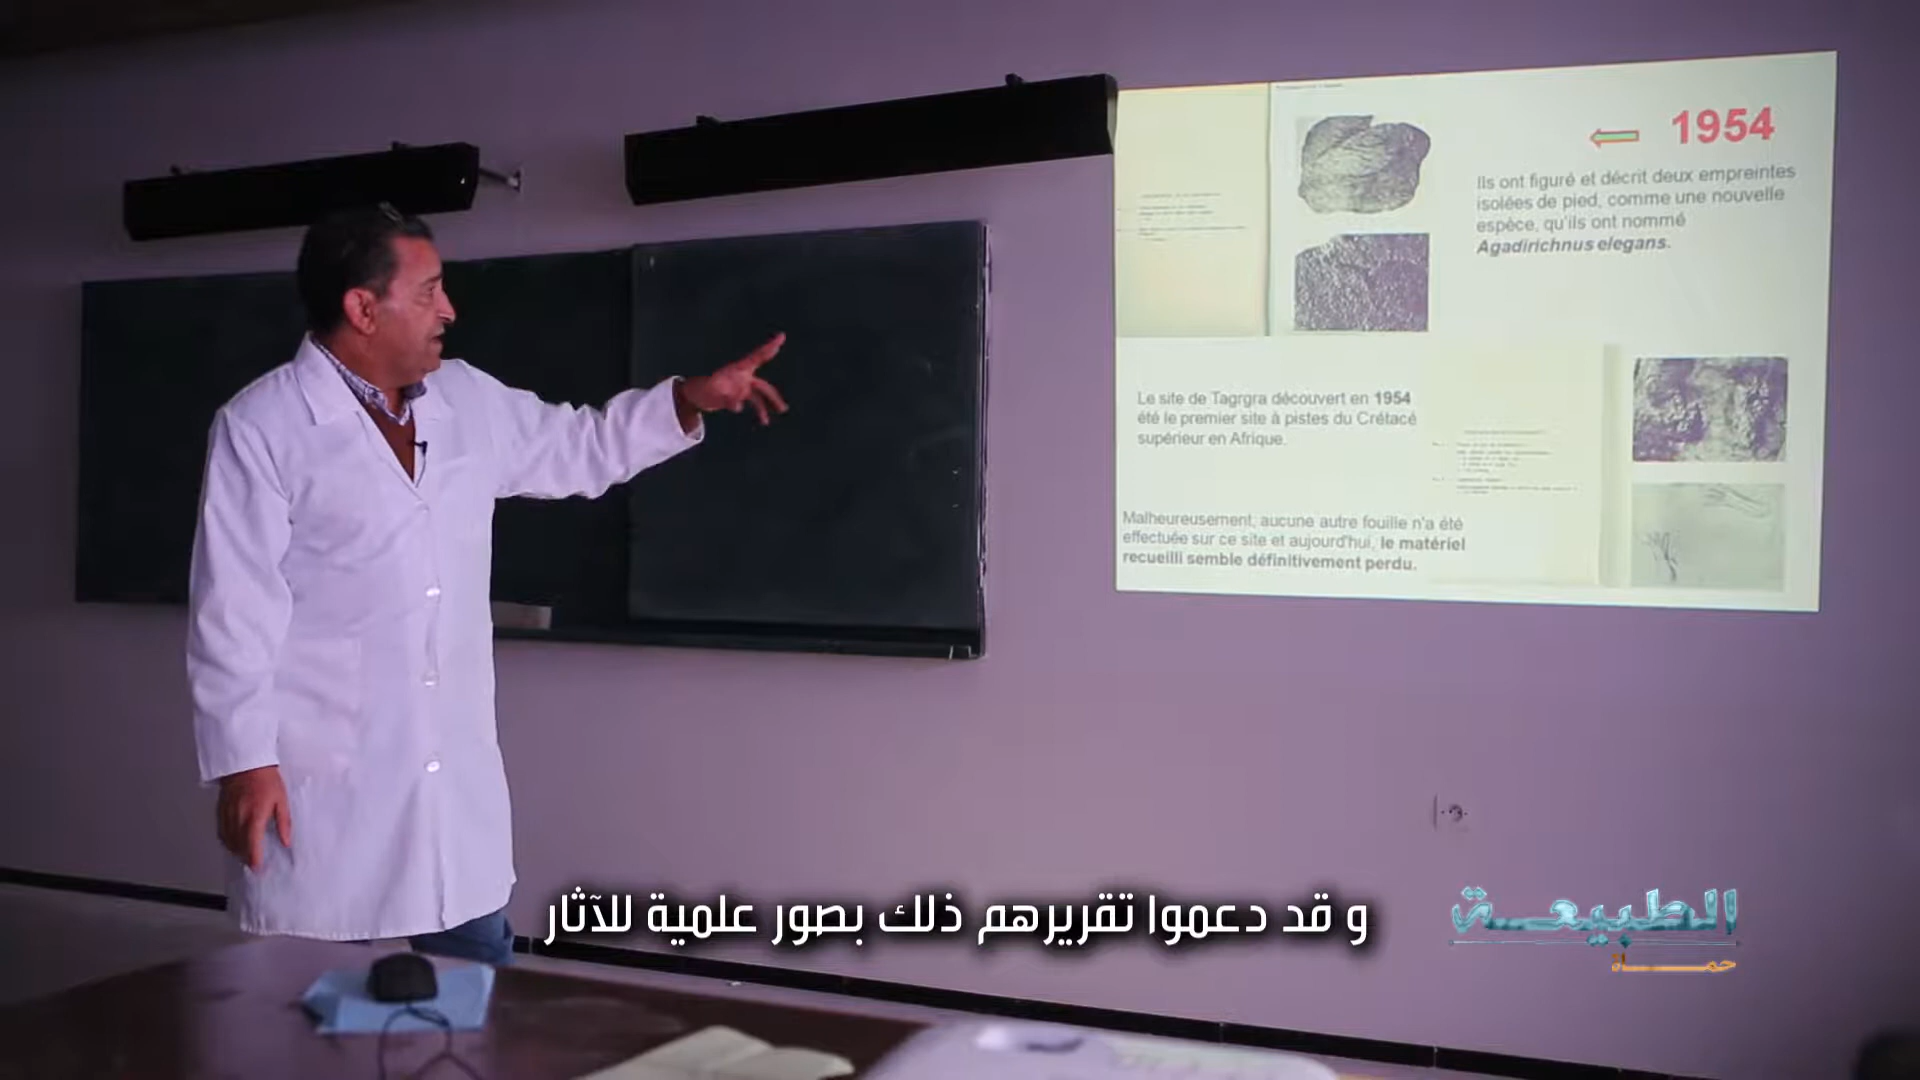 1954
Ils ont figuré et décrit deux empreintes
isolées de pied, comme une nouvelle
espèce, qu'ils ont nommé
Agadirichnus elegans.
Le site de Tagrgra découvert en 1954
été le premier site à pistes du Crétacé
supérieur en Afrique.
Malheureusement, aucune autre fouille n'a été
effectuée sur ce site et aujourd'hui, le matériel
recueilli semble définitivement perdu.
و قد دعموا تقريرهم ذلك بصور علمية للآثار
الطبيعة
حماة